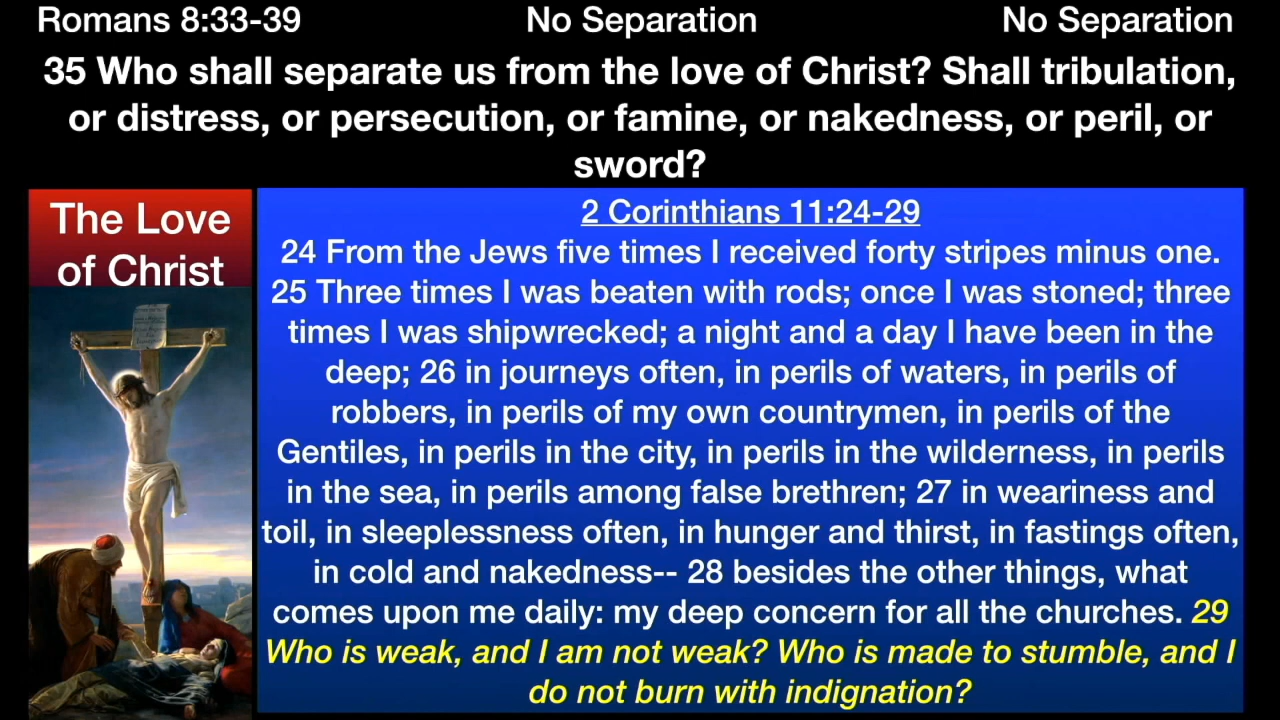 Romans 8:33-39 No Separation No Separation
35 Who shall separate us from the love of Christ? Shall tribulation,
or distress, or persecution, or famine, or nakedness, or peril, or
sword?
The Love
of Christ
2 Corinthians 11:24-29
24 From the Jews five times I received forty stripes minus one.
25 Three times I was beaten with rods; once I was stoned; three
times I was shipwrecked; a night and a day I have been in the
deep; 26 in journeys often, in perils of waters, in perils of
robbers, in perils of my own countrymen, in perils of the
Gentiles, in perils in the city, in perils in the wilderness, in perils
in the sea, in perils among false brethren; 27 in weariness and
toil, in sleeplessness often, in hunger and thirst, in fastings often,
in cold and nakedness-- 28 besides the other things, what
comes upon me daily: my deep concern for all the churches. 29
Who is weak, and I am not weak? Who is made to stumble, and I
do not burn with indignation?